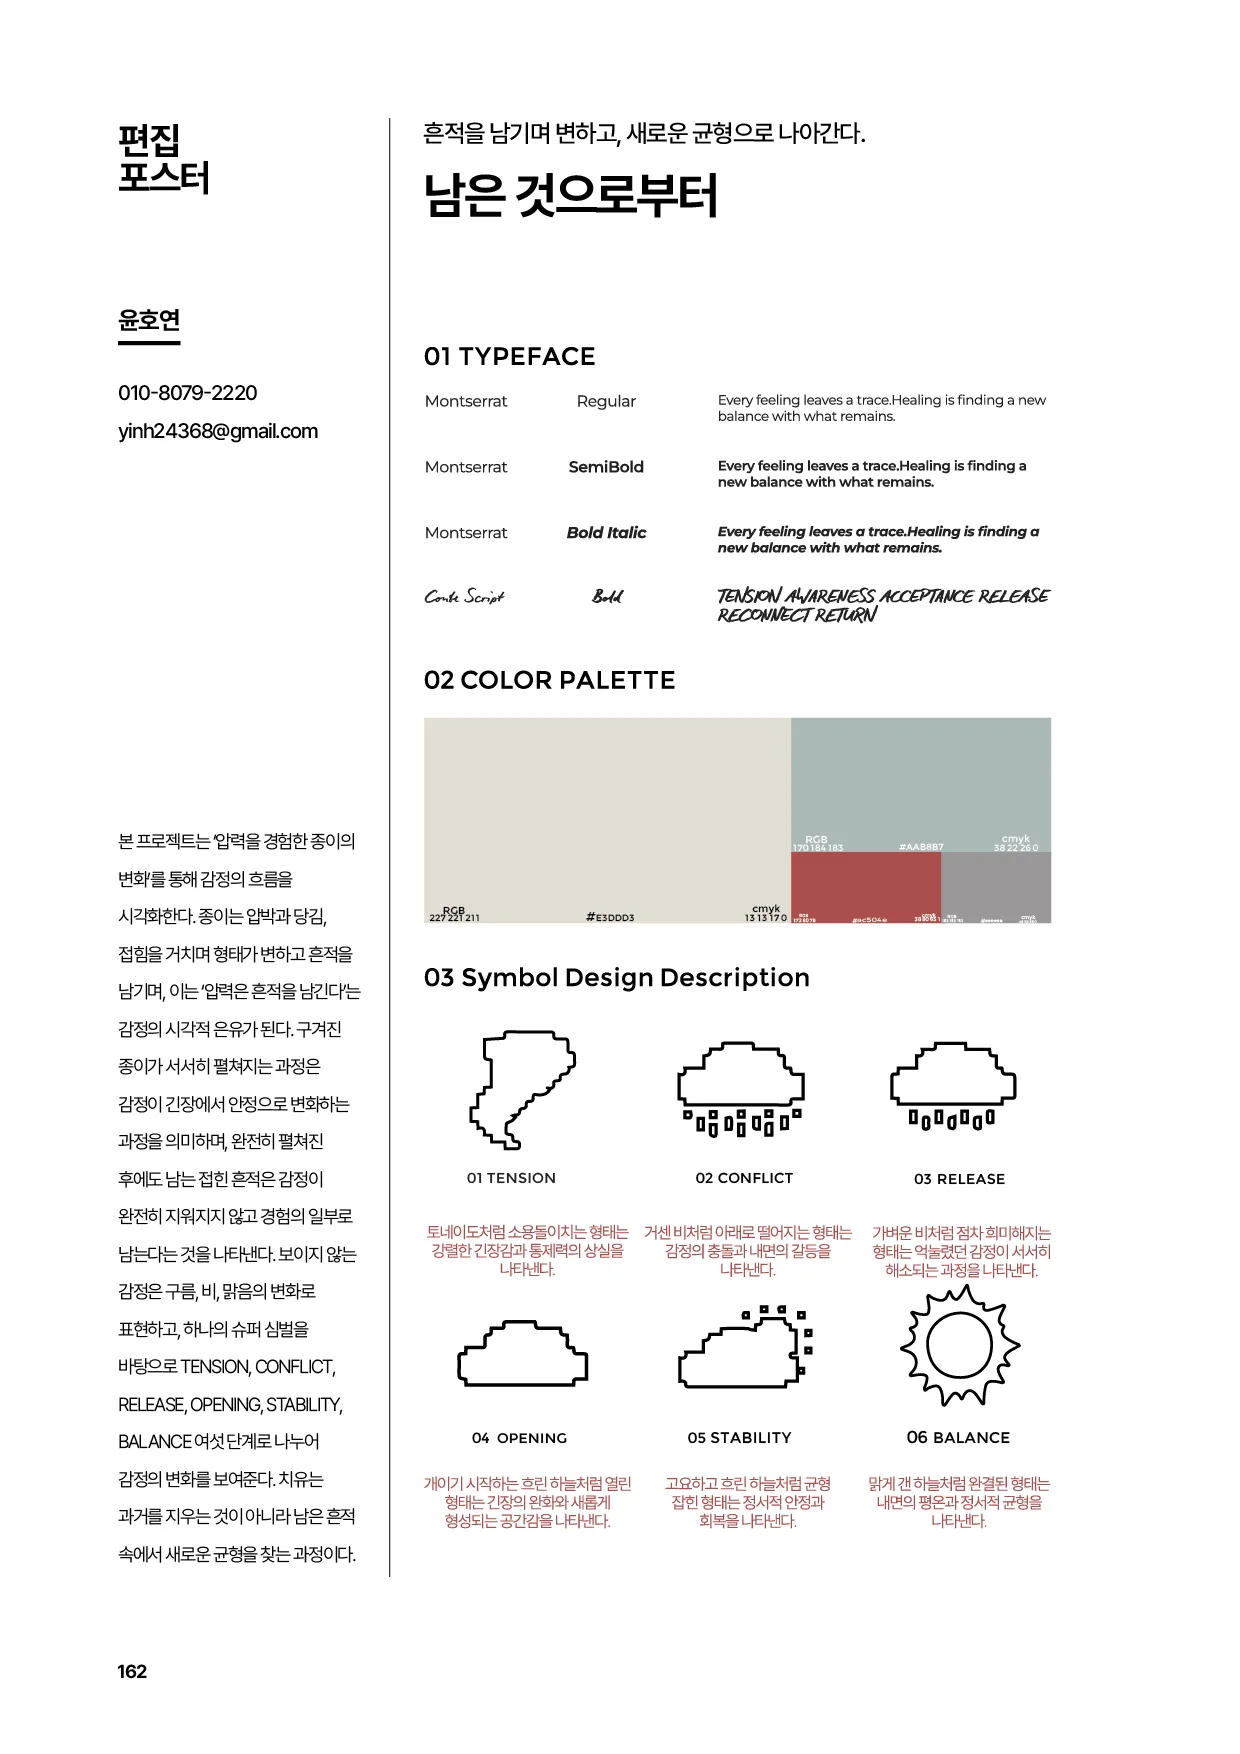 편집
포스터
윤호연
010-8079-2220
yinh24368@gmail.com
본 프로젝트는 ‘압력을 경험한 종이의
변화’를 통해 감정의 흐름을
시각화한다. 종이는 압박과 당김,
접힘을 거치며 형태가 변하고 흔적을
남기며, 이는 ‘압력은 흔적을 남긴다’는
감정의 시각적 은유가 된다. 구겨진
종이가 서서히 펼쳐지는 과정은
감정이 긴장에서 안정으로 변화하는
과정을 의미하며, 완전히 펼쳐진
후에도 남는 접힌 흔적은 감정이
완전히 지워지지 않고 경험의 일부로
남는다는 것을 나타낸다. 보이지 않는
감정은 구름, 비, 맑음의 변화로
표현하고, 하나의 슈퍼 심벌을
바탕으로 TENSION, CONFLICT,
RELEASE, OPENING, STABILITY,
BALANCE 여섯 단계로 나누어
감정의 변화를 보여준다. 치유는
과거를 지우는 것이 아니라 남은 흔적
속에서 새로운 균형을 찾는 과정이다.
162
흔적을 남기며 변하고, 새로운 균형으로 나아간다.
남은 것으로부터
01 TYPEFACE
Montserrat Regular Every feeling leaves a trace.Healing is finding a new
balance with what remains.
Montserrat SemiBold Every feeling leaves a trace.Healing is finding a
new balance with what remains.
Montserrat Bold Italic Every feeling leaves a trace.Healing is finding a
new balance with what remains.
Conte Script Bold TENSION AWARENESS ACCEPTANCE RELEASE
RECONNECT RETURN
02 COLOR PALETTE
RGB cmyk
170 184 183 #AAB8B7 38 22 26 0
RGB cmyk
227 221 211 #E3DDD3 13 13 17 0
RGB cmyk
172 80 78 #ac504e 38 80 65 1
RGB cmyk
03 Symbol Design Description
01 TENSION 02 CONFLICT 03 RELEASE
토네이도처럼 소용돌이치는 형태는
강렬한 긴장감과 통제력의 상실을
나타낸다.
거센 비처럼 아래로 떨어지는 형태는
감정의 충돌과 내면의 갈등을
나타낸다.
가벼운 비처럼 점차 희미해지는
형태는 억눌렸던 감정이 서서히
해소되는 과정을 나타낸다.
04 OPENING 05 STABILITY 06 BALANCE
개이기 시작하는 흐린 하늘처럼 열린
형태는 긴장의 완화와 새롭게
형성되는 공간감을 나타낸다.
고요하고 흐린 하늘처럼 균형
잡힌 형태는 정서적 안정과
회복을 나타낸다.
맑게 갠 하늘처럼 완결된 형태는
내면의 평온과 정서적 균형을
나타낸다.